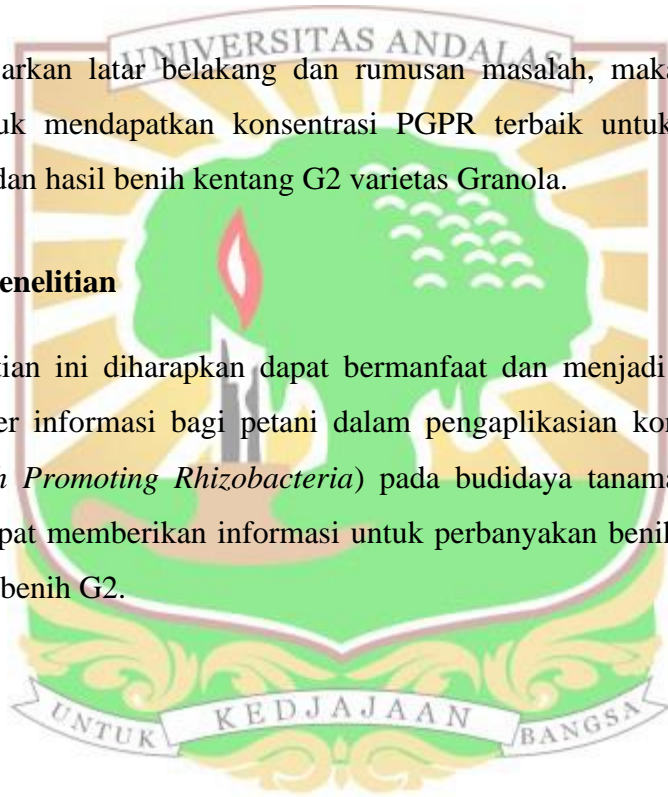 UNIVERSITAS ANDALAS
arkan latar belakang dan rumusan masalah, maka
uk mendapatkan konsentrasi PGPR terbaik untuk
dan hasil benih kentang G2 varietas Granola.
enelitian
tian ini diharapkan dapat bermanfaat dan menjadi
er informasi bagi petani dalam pengaplikasian kon
h Promoting Rhizobacteria) pada budidaya tanama
pat memberikan informasi untuk perbanyakan benih
benih G2.
UNTUK KEDJAJAAN BANGSA